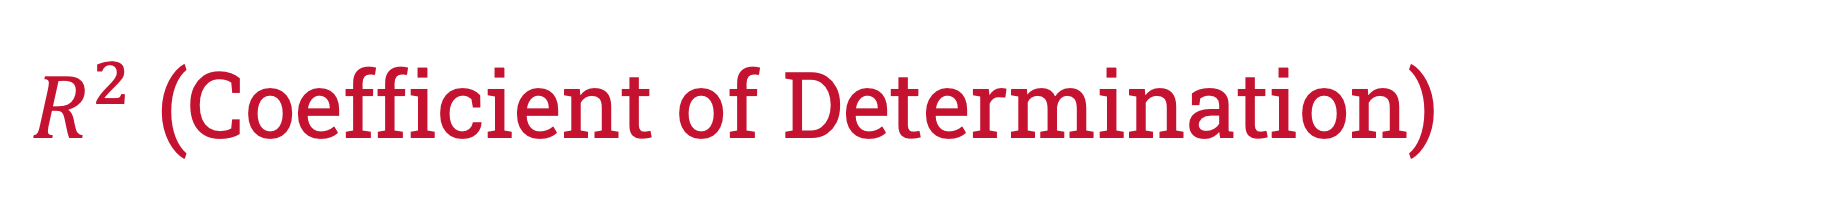 R² (Coefficient of Determination)